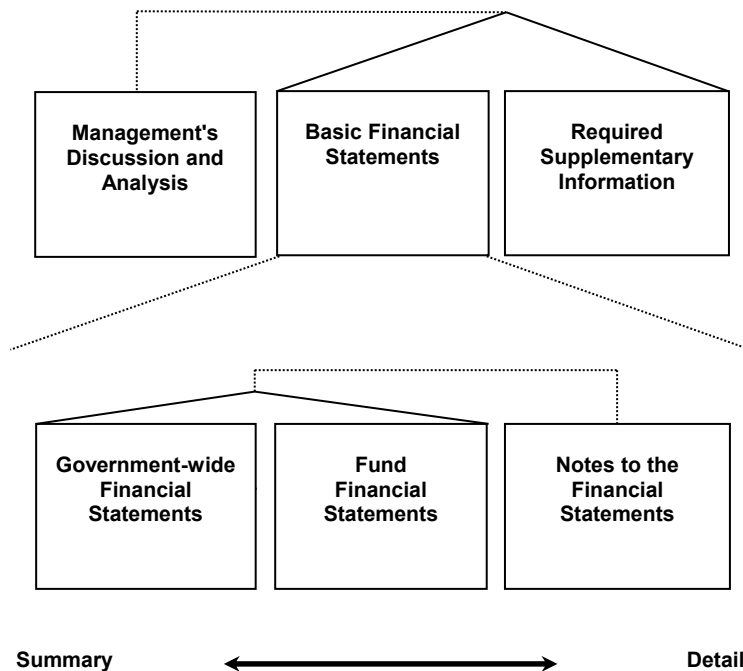 Management's
Discussion and
Analysis
Basic Financial
Statements
Required
Supplementary
Information
Government-wide
Financial
Statements
Fund
Financial
Statements
Notes to the
Financial
Statements
Summary
Detail